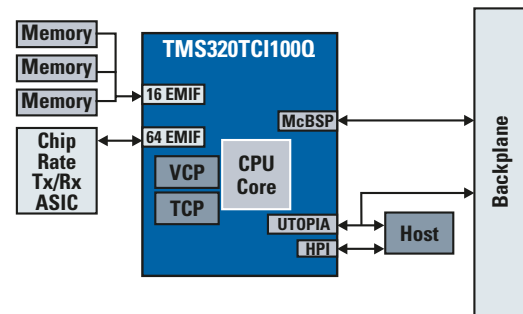 Memory
Memory
Memory
Chip
Rate
Tx/Rx
ASIC
TMS320TCI100Q
16 EMIF
64 EMIF
VCP
TCP
CPU
Core
McBSP
UTOPIA
HPI
Host
Backplane